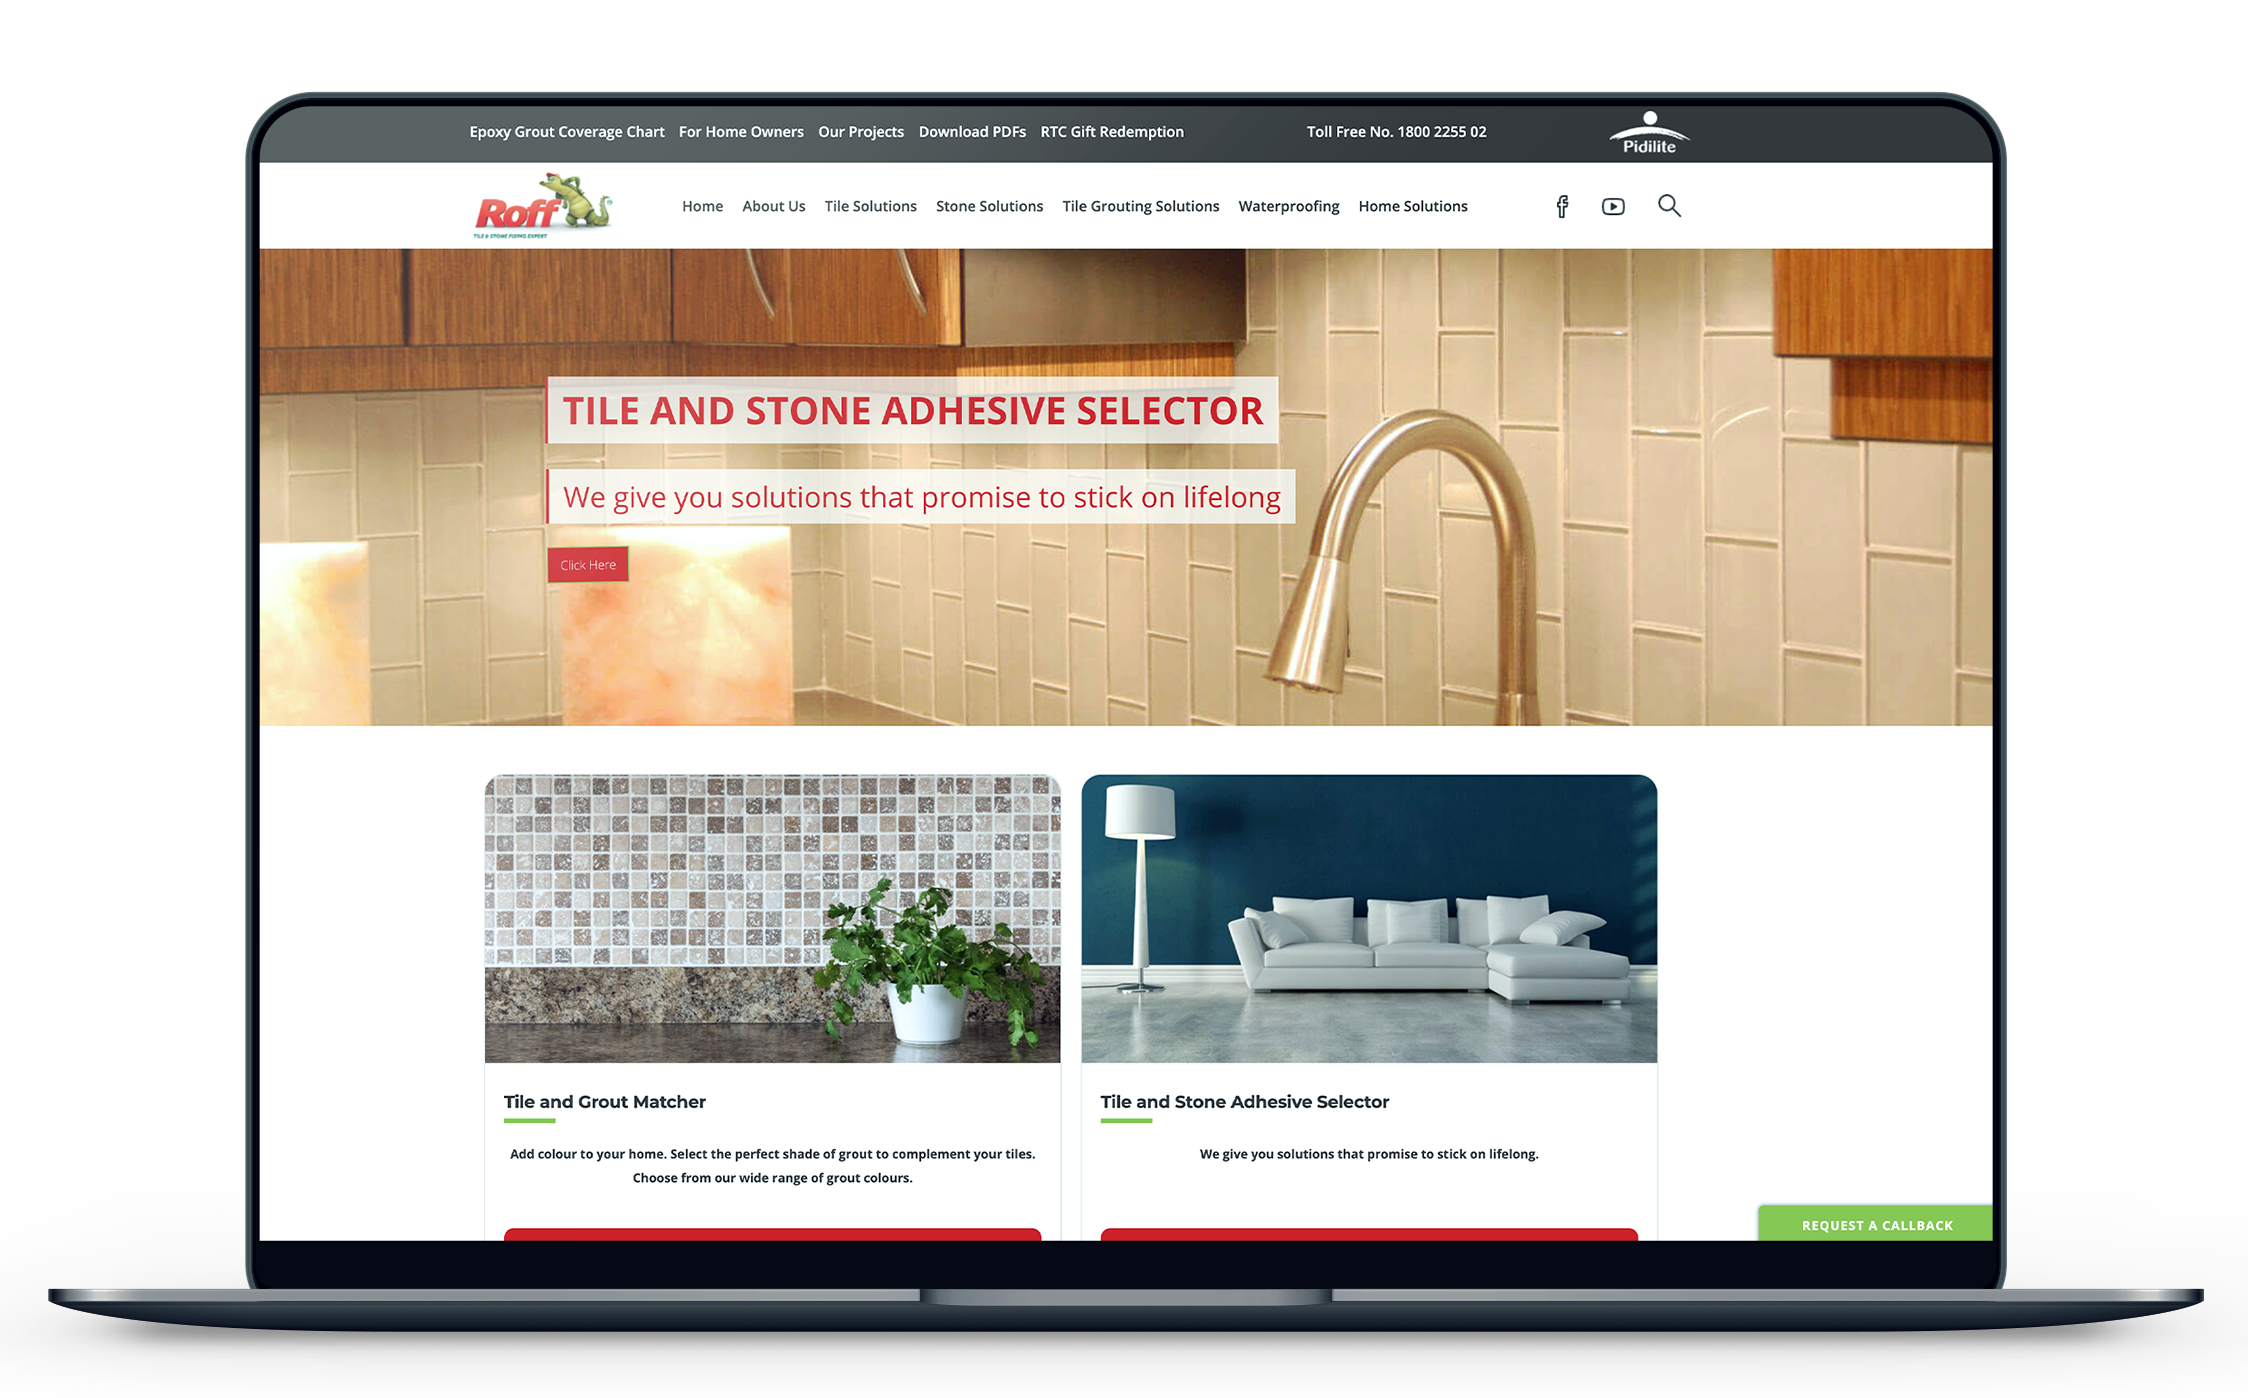 Epoxy Grout Coverage Chart For Home Owners Our Projects Download PDFs RTC Gift Redemption Toll Free No. 1800 2255 02
Pidilite
Roff
TILE & STONE FIXING EXPERT
Home About Us Tile Solutions Stone Solutions Tile Grouting Solutions Waterproofing Home Solutions
TILE AND STONE ADHESIVE SELECTOR
We give you solutions that promise to stick on lifelong
Click Here
Tile and Grout Matcher
Add colour to your home. Select the perfect shade of grout to complement your tiles.
Choose from our wide range of grout colours.
Tile and Stone Adhesive Selector
We give you solutions that promise to stick on lifelong.
REQUEST A CALLBACK